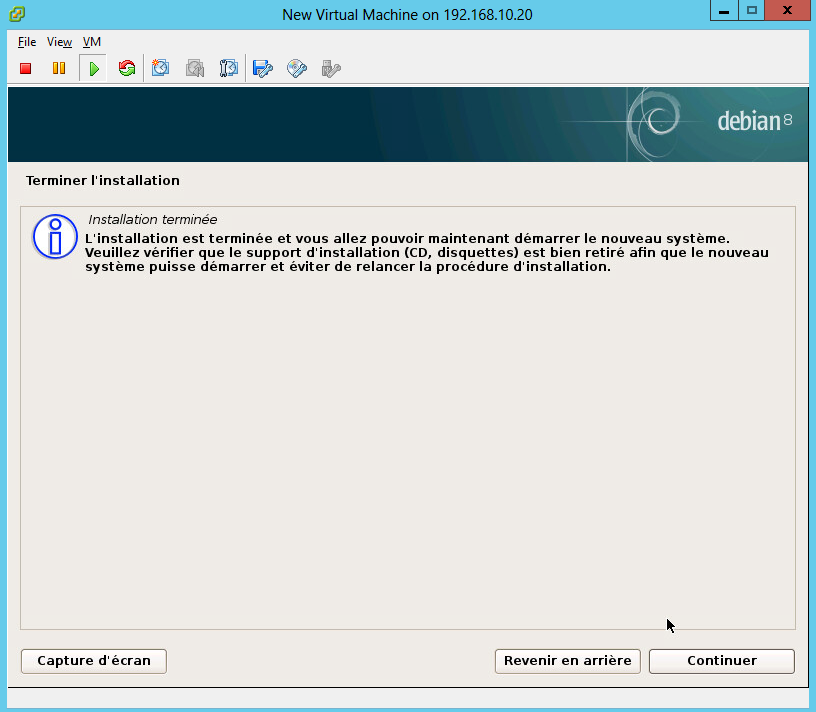 New Virtual Machine on 192.168.10.20
File View VM
debian 8
Terminer l'installation
Installation terminée
L'installation est terminée et vous allez pouvoir maintenant démarrer le nouveau système.
Veuillez vérifier que le support d'installation (CD, disquettes) est bien retiré afin que le nouveau
système puisse démarrer et éviter de relancer la procédure d'installation.
Capture d'écran
Revenir en arrière
Continuer